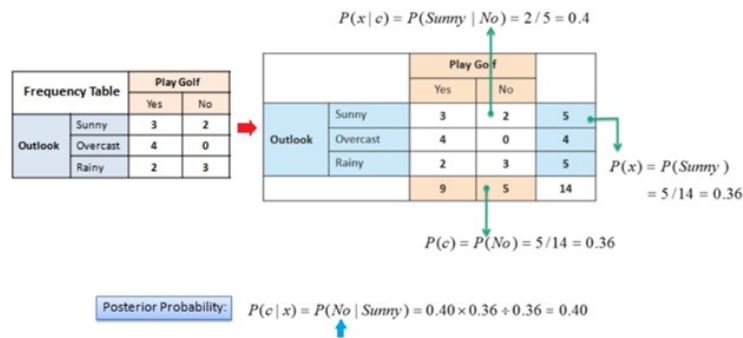 P(x | c) = P(Sunny | No) = 2 / 5 = 0.4
Frequency Table Play Golf
Yes No
Outlook Sunny 3 2
Overcast 4 0
Rainy 2 3
Play Golf
Yes No
Outlook Sunny 3 2 5
Overcast 4 0 4
Rainy 2 3 5
9 5 14
P(x) = P(Sunny )
= 5 / 14 = 0.36
P(c) = P(No) = 5 / 14 = 0.36
Posterior Probability: P(c | x) = P(No | Sunny) = 0.40 × 0.36 ÷ 0.36 = 0.40